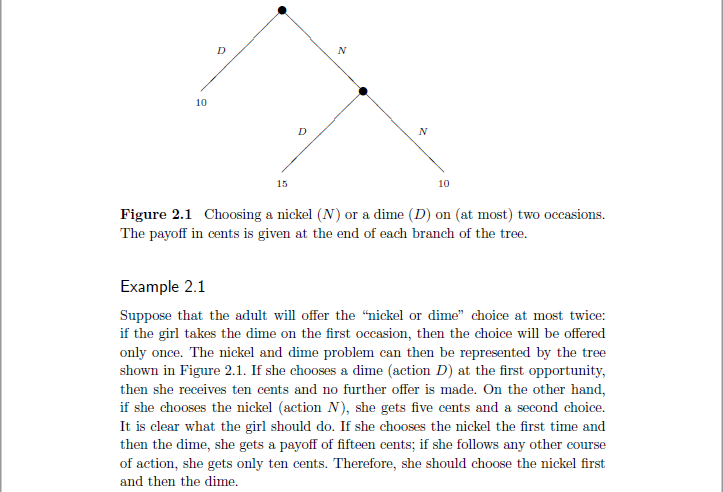 D N
10
D N
15 10
Figure 2.1 Choosing a nickel (N) or a dime (D) on (at most) two occasions.
The payoff in cents is given at the end of each branch of the tree.
Example 2.1
Suppose that the adult will offer the “nickel or dime” choice at most twice:
if the girl takes the dime on the first occasion, then the choice will be offered
only once. The nickel and dime problem can then be represented by the tree
shown in Figure 2.1. If she chooses a dime (action D) at the first opportunity,
then she receives ten cents and no further offer is made. On the other hand,
if she chooses the nickel (action N), she gets five cents and a second choice.
It is clear what the girl should do. If she chooses the nickel the first time and
then the dime, she gets a payoff of fifteen cents; if she follows any other course
of action, she gets only ten cents. Therefore, she should choose the nickel first
and then the dime.